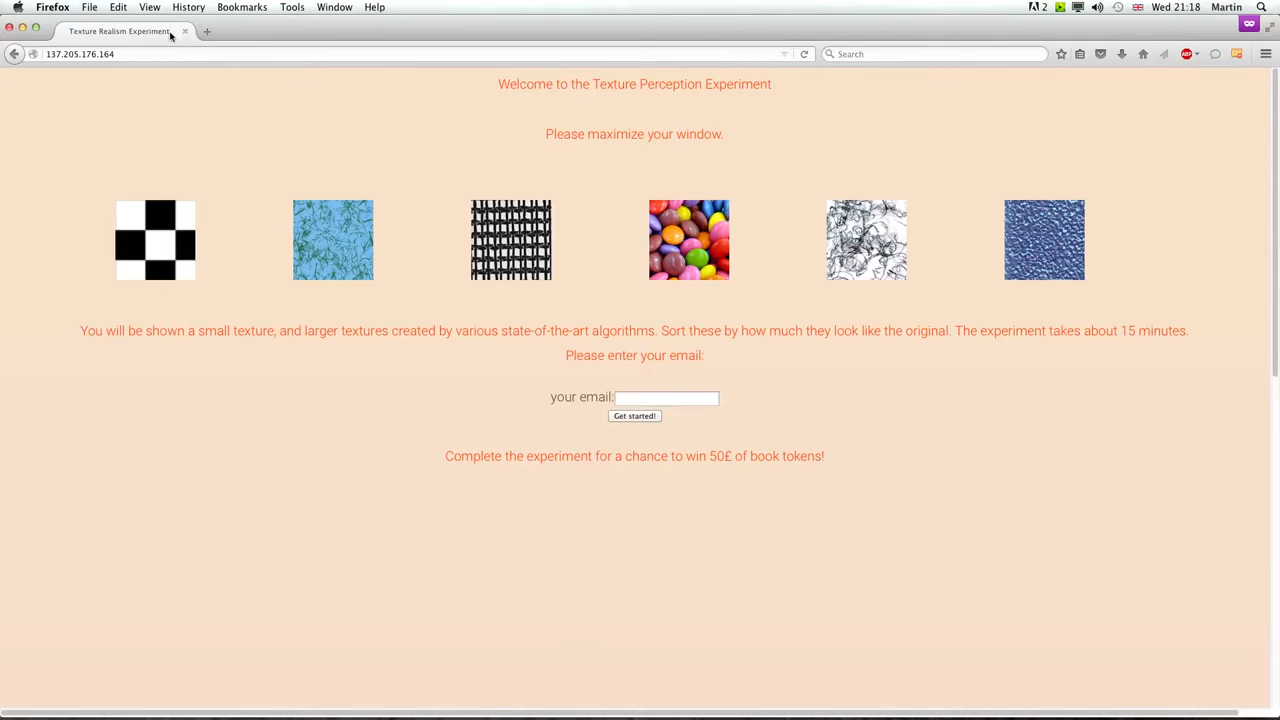 Firefox File Edit View History Bookmarks Tools Window Help 2 Wed 21:18 Martin
Texture Realism Experiment
137.205.176.164 Search ABP
Welcome to the Texture Perception Experiment
Please maximize your window.
You will be shown a small texture, and larger textures created by various state-of-the-art algorithms. Sort these by how much they look like the original. The experiment takes about 15 minutes.
Please enter your email:
your email:
Get started!
Complete the experiment for a chance to win 50£ of book tokens!